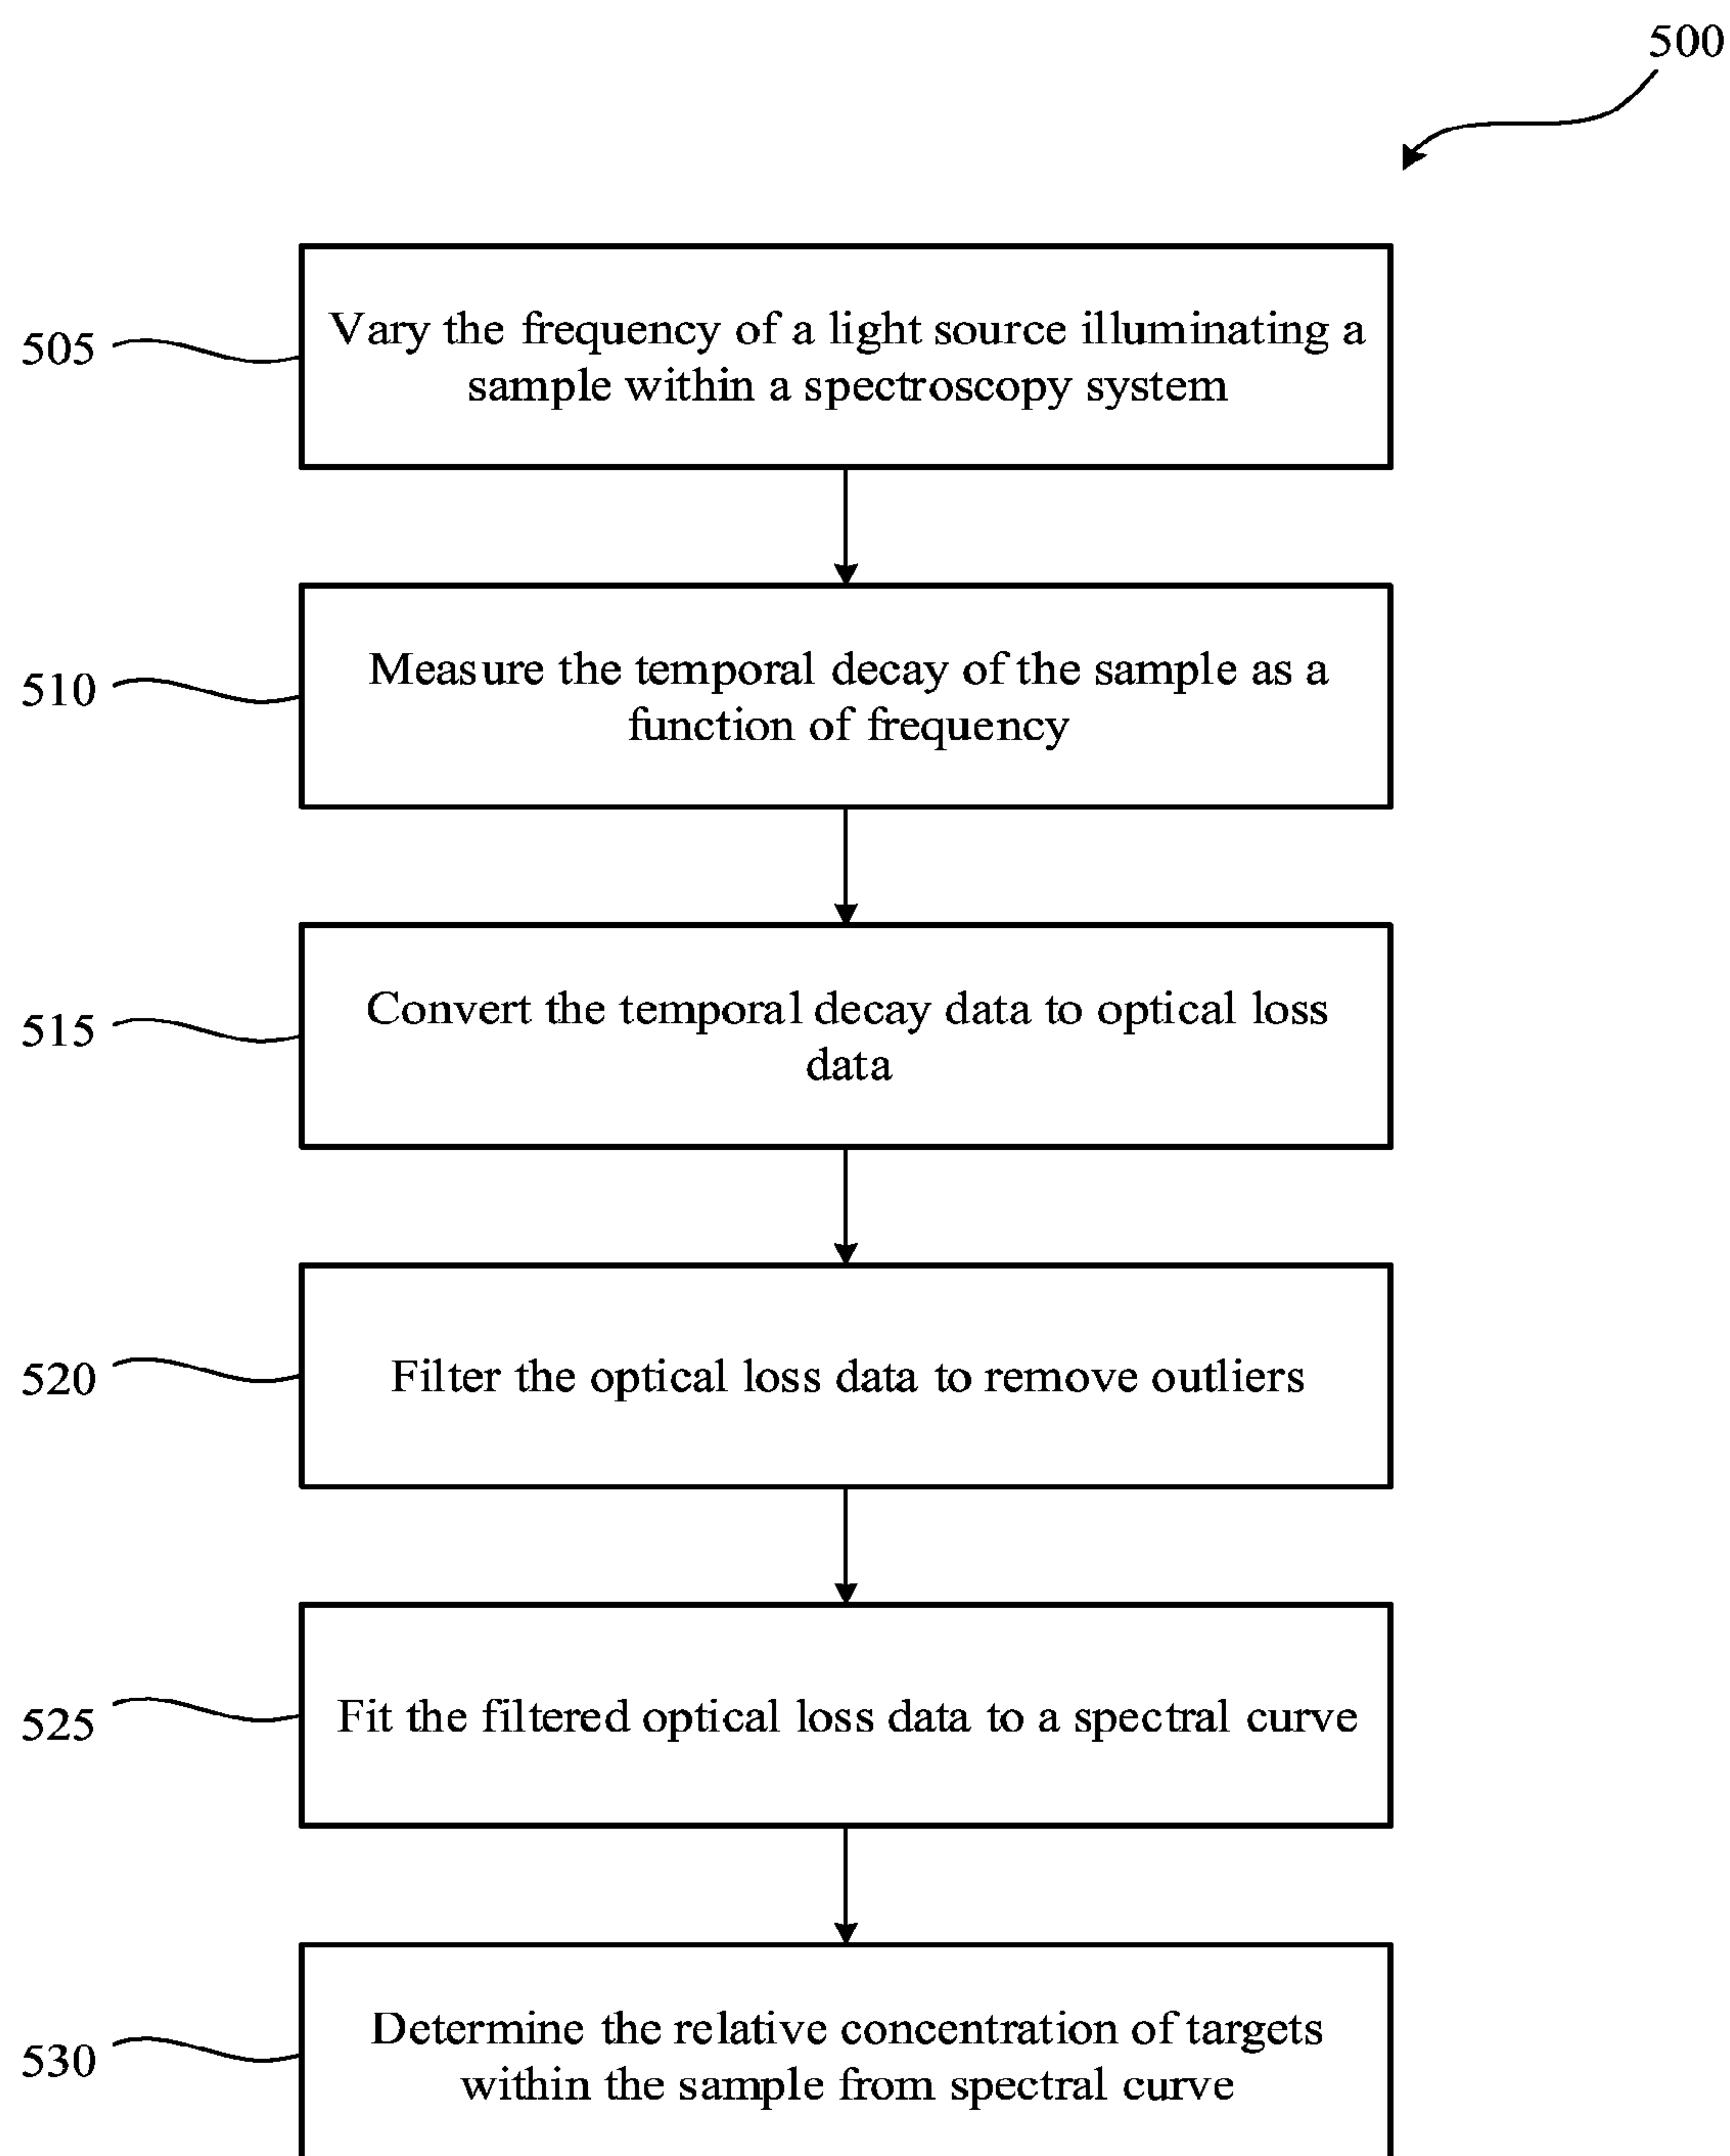 500
505
Vary the frequency of a light source illuminating a
sample within a spectroscopy system
510
Measure the temporal decay of the sample as a
function of frequency
515
Convert the temporal decay data to optical loss
data
520
Filter the optical loss data to remove outliers
525
Fit the filtered optical loss data to a spectral curve
530
Determine the relative concentration of targets
within the sample from spectral curve